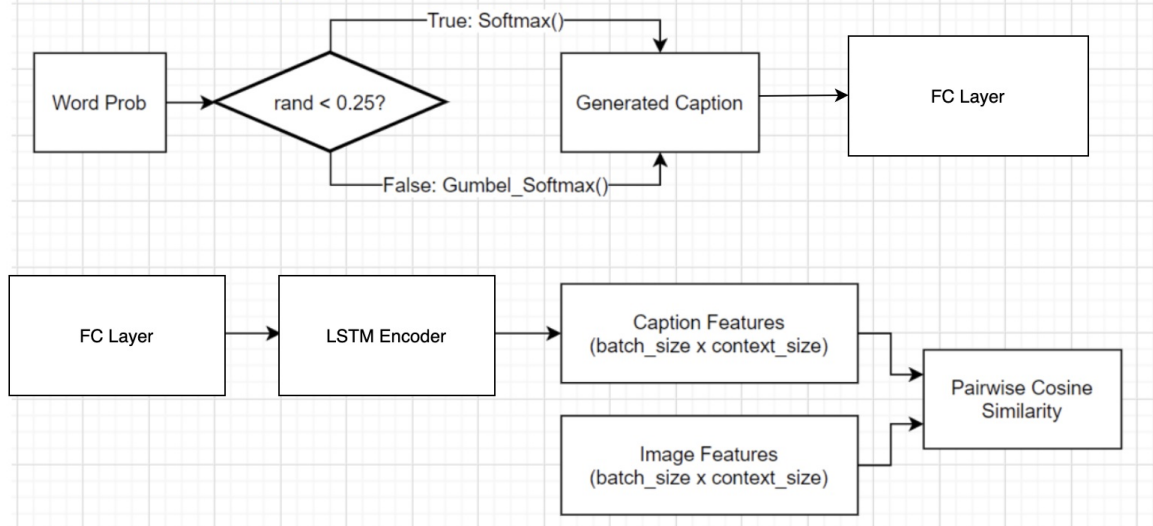 True: Softmax()
Word Prob
rand < 0.25?
Generated Caption
FC Layer
False: Gumbel_Softmax()
FC Layer
LSTM Encoder
Caption Features
(batch_size x context_size)
Pairwise Cosine
Similarity
Image Features
(batch_size x context_size)